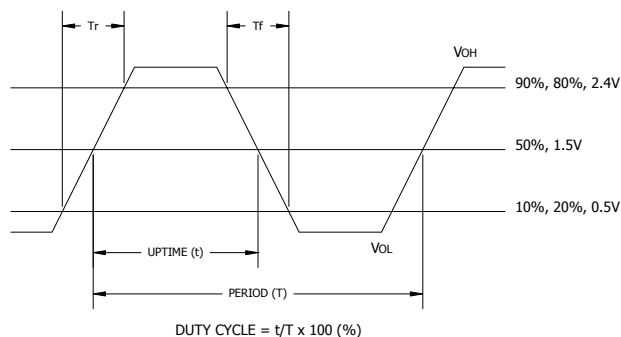 Tr
Tf
VOH
90%, 80%, 2.4V
50%, 1.5V
10%, 20%, 0.5V
UPTIME (t)
VOL
PERIOD (T)
DUTY CYCLE = t/T x 100 (%)